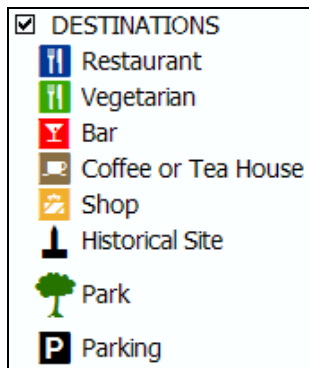 DESTINATIONS
Restaurant
Vegetarian
Bar
Coffee or Tea House
Shop
Historical Site
Park
P Parking